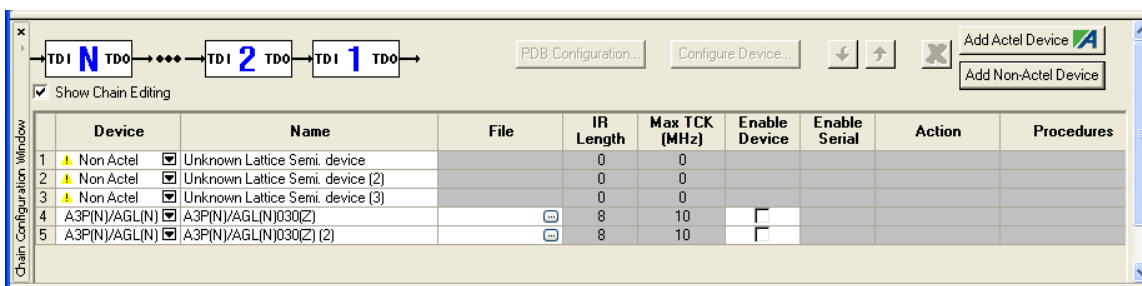 TDI N TDO ••• TDI 2 TDO TDI 1 TDO
PDB Configuration... Configure Device... Add Actel Device
Add Non-Actel Device
Show Chain Editing
Chain Configuration Window
Device Name File IR Length Max TCK (MHz) Enable Device Enable Serial Action Procedures
1 Non Actel Unknown Lattice Semi. device 0 0
2 Non Actel Unknown Lattice Semi. device (2) 0 0
3 Non Actel Unknown Lattice Semi. device (3) 0 0
4 A3P(N)/AGL(N) A3P(N)/AGL(N)030(Z) ... 8 10
5 A3P(N)/AGL(N) A3P(N)/AGL(N)030(Z) (2) ... 8 10